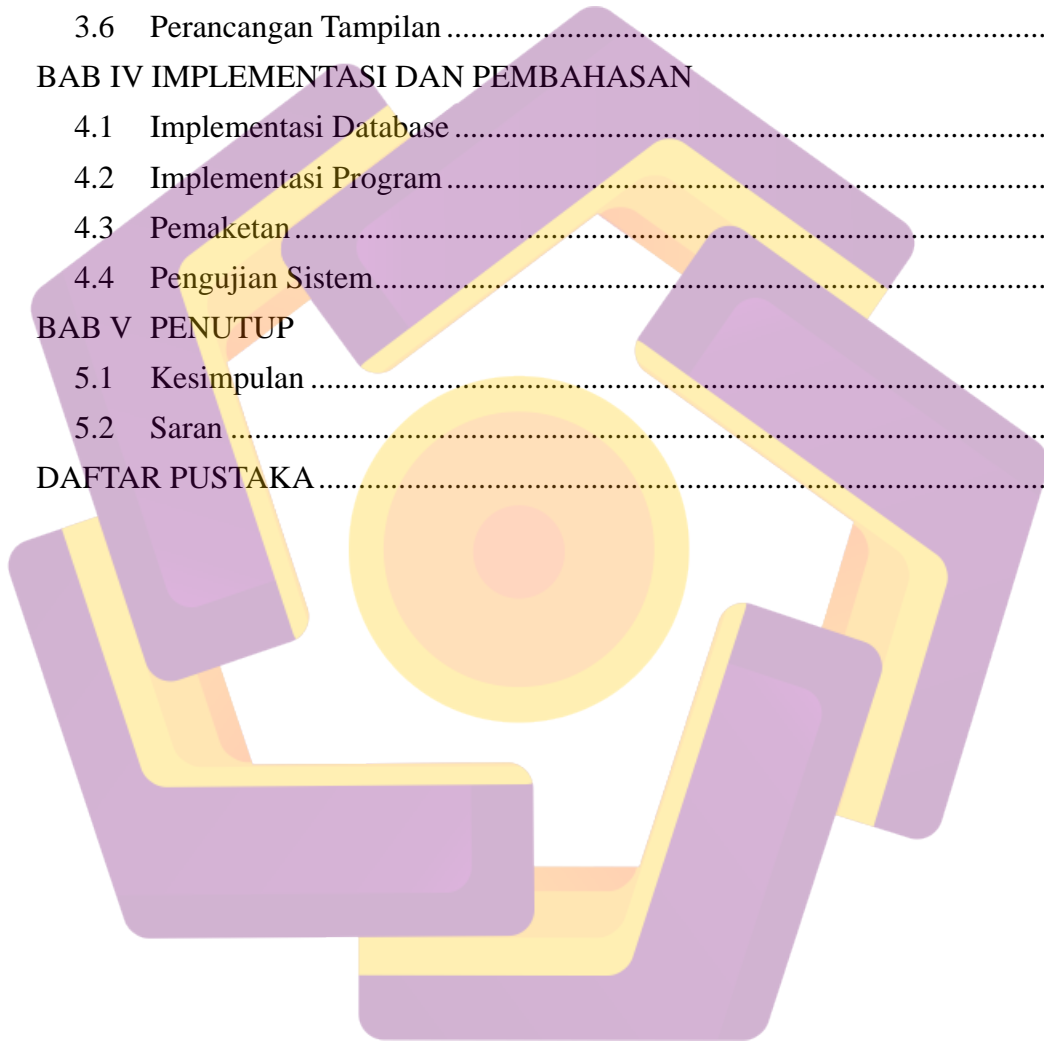 3.6 Perancangan Tampilan ........................................................................
BAB IV IMPLEMENTASI DAN PEMBAHASAN
4.1 Implementasi Database ........................................................................
4.2 Implementasi Program ........................................................................
4.3 Pemaketan ........................................................................
4.4 Pengujian Sistem ........................................................................
BAB V PENUTUP
5.1 Kesimpulan ........................................................................
5.2 Saran ........................................................................
DAFTAR PUSTAKA ........................................................................